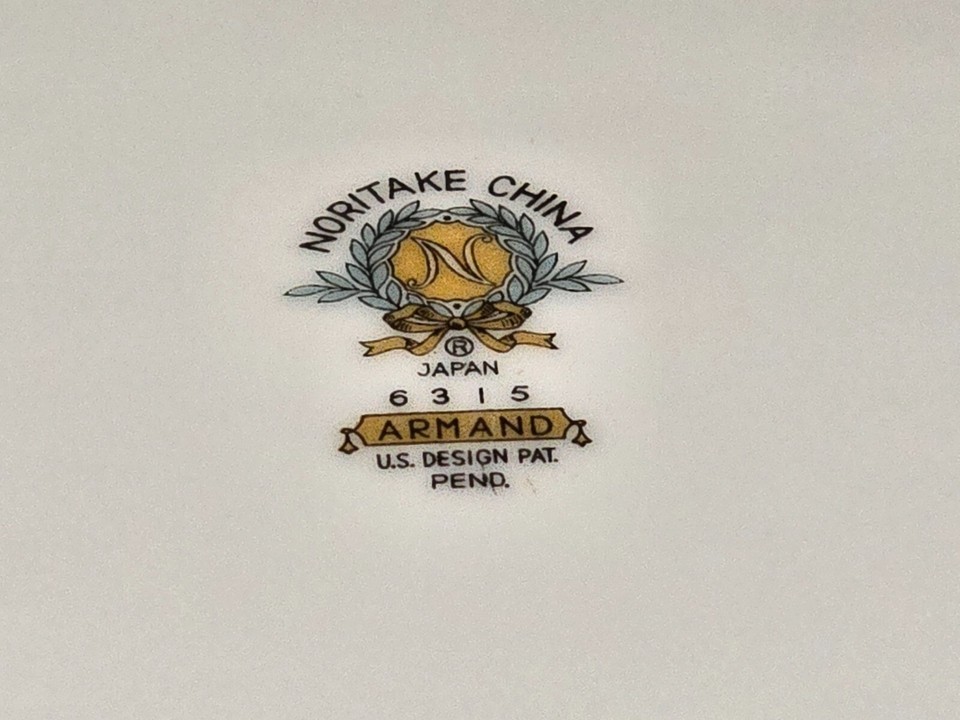 NORITAKE CHINA
N
®
JAPAN
6315
ARMAND
U.S. DESIGN PAT.
PEND.